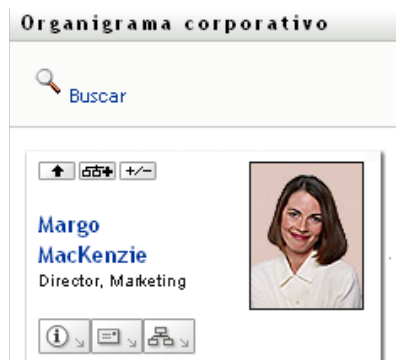 Organigrama corporativo
Buscar
+/−
Margo
MacKenzie
Director, Marketing